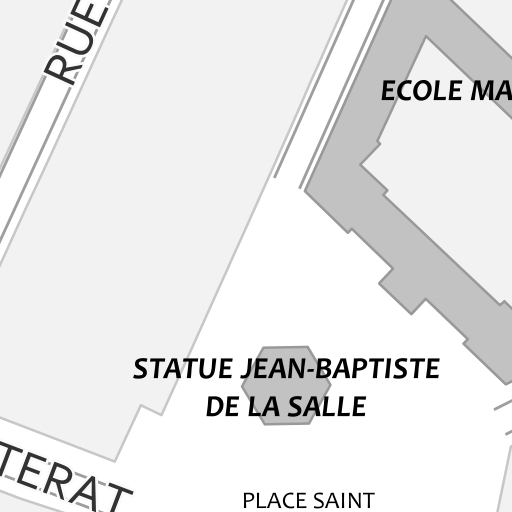 RUE
ECOLE MA
STATUE JEAN-BAPTISTE
DE LA SALLE
TERAT
PLACE SAINT